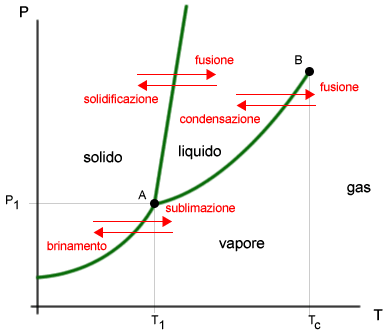 P
fusione
solidificazione
B
fusione
condensazione
solido
liquido
A
sublimazione
P1
gas
brinamento
vapore
T1
Tc
T